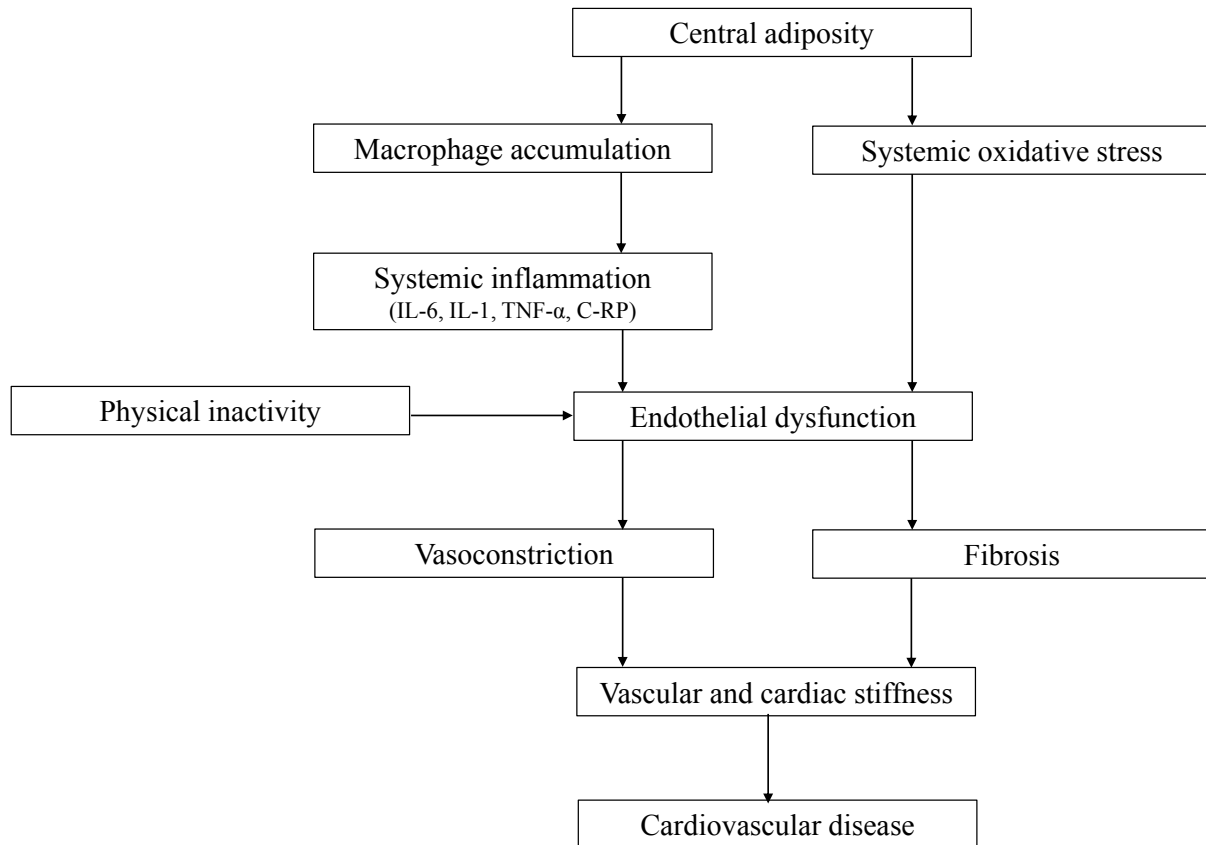 Central adiposity
Macrophage accumulation
Systemic oxidative stress
Systemic inflammation
(IL-6, IL-1, TNF-α, C-RP)
Physical inactivity
Endothelial dysfunction
Vasoconstriction
Fibrosis
Vascular and cardiac stiffness
Cardiovascular disease